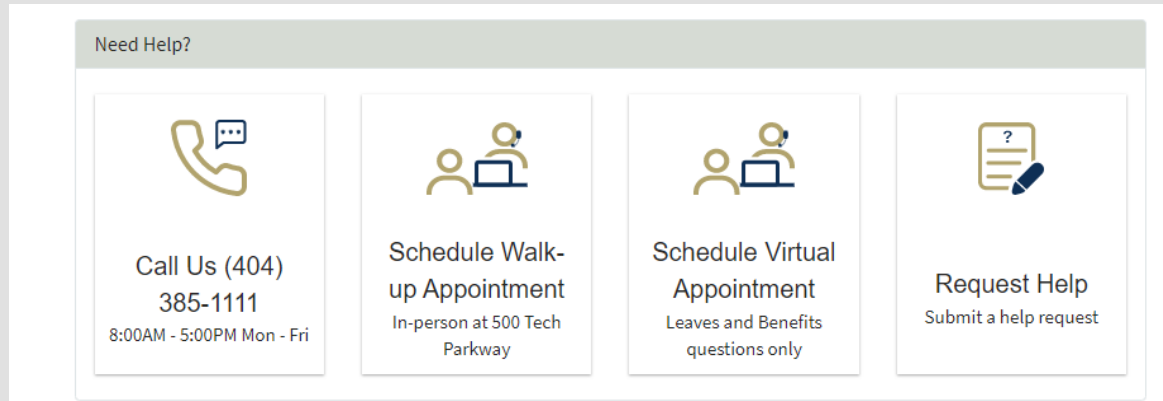 Need Help?
Call Us (404)
385-1111
8:00AM - 5:00PM Mon - Fri
Schedule Walk-
up Appointment
In-person at 500 Tech
Parkway
Schedule Virtual
Appointment
Leaves and Benefits
questions only
?
Request Help
Submit a help request